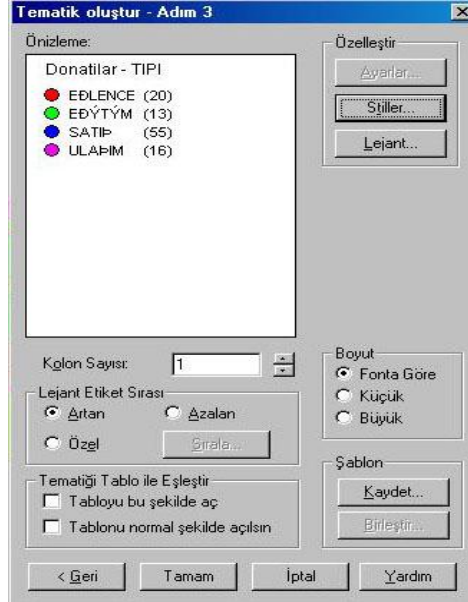 Tematik oluştur - Adım 3
Önizleme:
Donatilar - TIPI
EÐLENCE (20)
EÐÝTÝM (13)
SATIÞ (55)
ULAÞIM (16)
Özelleştir
Ayarlar...
Stiller...
Lejant...
Kolon Sayısı:
1
Lejant Etiket Sırası
Artan
Azalan
Özel
Sırala...
Boyut
Fonta Göre
Küçük
Büyük
Tematiği Tablo ile Eşleştir
Tabloyu bu şekilde aç
Tablonu normal şekilde açılsın
Şablon
Kaydet...
Birleştir...
< Geri
Tamam
İptal
Yardım